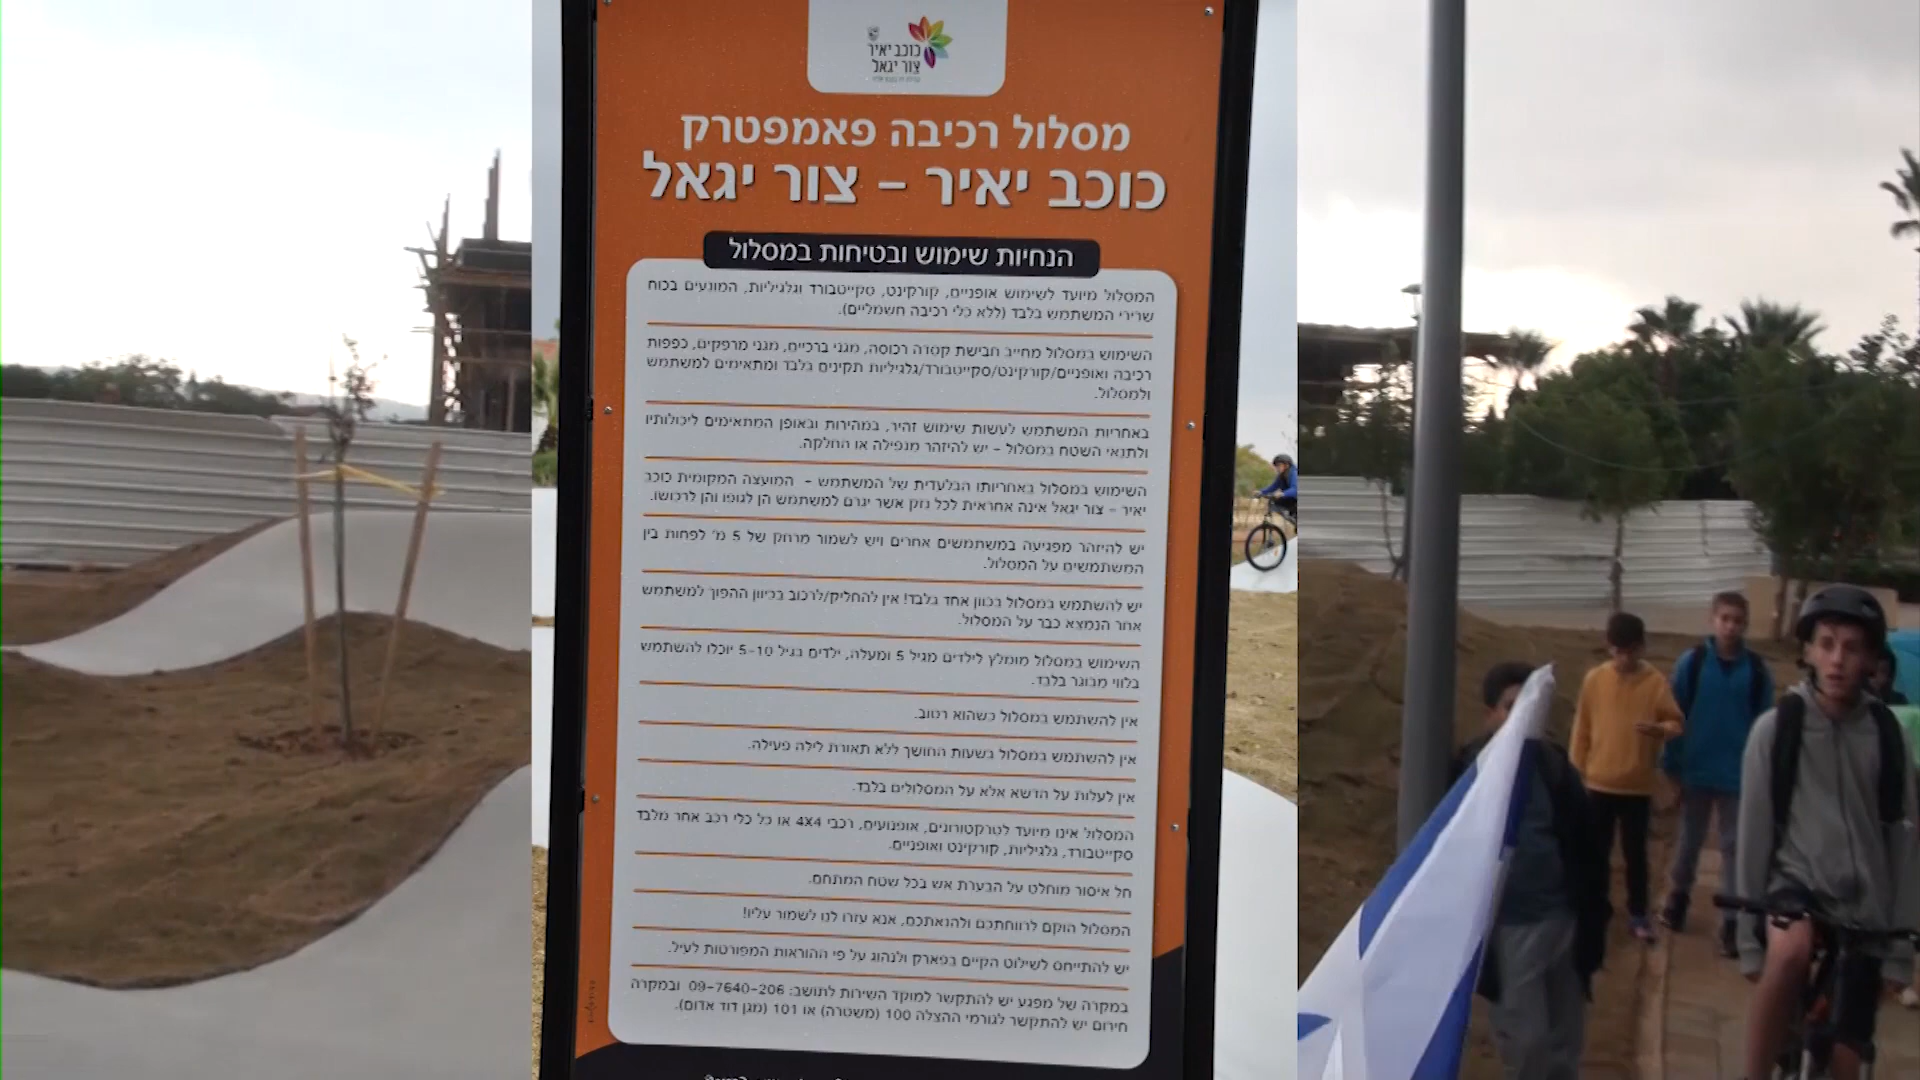 כוכב יאיר
צור יגאל
מסלול רכיבה פאמפטרק
כוכב יאיר – צור יגאל
הנחיות שימוש ובטיחות במסלול
המסלול מיועד לשימוש אופניים, קורקינט, סקייטבורד וגלגיליות, המונעים בכוח
שרירי המשתמש בלבד (ללא כלי רכיבה חשמליים).
השימוש במסלול מחייב חבישת קסדה רכוסה, מגני ברכיים, מגני מרפקים, כפפות
רכיבה ואופניים/קורקינט/סקייטבורד/גלגיליות תקינים בלבד ומתאימים למשתמש
ולמסלול.
באחריות המשתמש לעשות שימוש זהיר, במהירות ובאופן המתאימים ליכולותיו
ולתנאי השטח במסלול – יש להיזהר מנפילה או החלקה.
השימוש במסלול באחריותו הבלעדית של המשתמש – המועצה המקומית כוכב
יאיר – צור יגאל אינה אחראית לכל נזק אשר יגרם למשתמש הן לגופו והן לרכושו.
יש להיזהר מפגיעה במשתמשים אחרים ויש לשמור מרחק של 5 מ' לפחות בין
המשתמשים על המסלול.
יש להשתמש במסלול בכוון אחד בלבד! אין להחליק/לרכוב בכיוון ההפוך למשתמש
אחר הנמצא כבר על המסלול.
השימוש במסלול מומלץ לילדים מגיל 5 ומעלה, ילדים בגיל 5-10 יוכלו להשתמש
בלווי מבוגר בלבד.
אין להשתמש במסלול כשהוא רטוב.
אין להשתמש במסלול בשעות החושך ללא תאורת לילה פעילה.
אין לעלות על הדשא אלא על המסלולים בלבד.
המסלול אינו מיועד לטרקטורונים, אופנועים, רכבי 4X4 או כל כלי רכב אחר מלבד
סקייטבורד, גלגיליות, קורקינט ואופניים.
חל איסור מוחלט על הבערת אש בכל שטח המתחם.
המסלול הוקם לרווחתכם ולהנאתכם, אנא עזרו לנו לשמור עליו!
יש להתייחס לשילוט הקיים בפארק ולנהוג על פי ההוראות המפורטות לעיל.
במקרה של מפגע יש להתקשר למוקד השירות לתושב: 09-7640-206 ובמקרה
חירום יש להתקשר לגורמי ההצלה 100 (משטרה) או 101 (מגן דוד אדום).